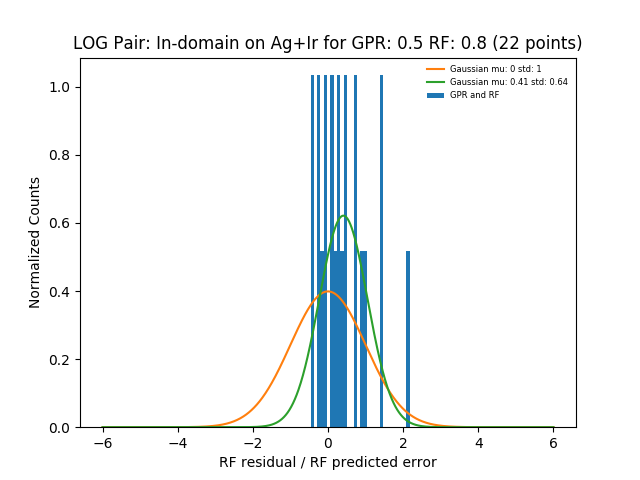 LOG Pair: In-domain on Ag+Ir for GPR: 0.5 RF: 0.8 (22 points)
Gaussian mu: 0 std: 1
Gaussian mu: 0.41 std: 0.64
GPR and RF
Normalized Counts
1.0
0.8
0.6
0.4
0.2
0.0
−6 −4 −2 0 2 4 6
RF residual / RF predicted error